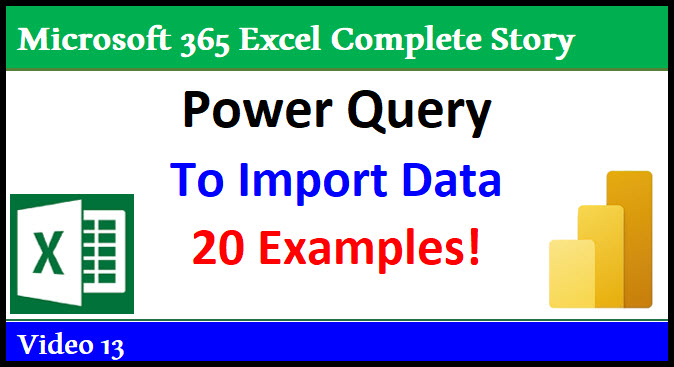 Microsoft 365 Excel Complete Story
Power Query
To Import Data
20 Examples!
X
Video 13